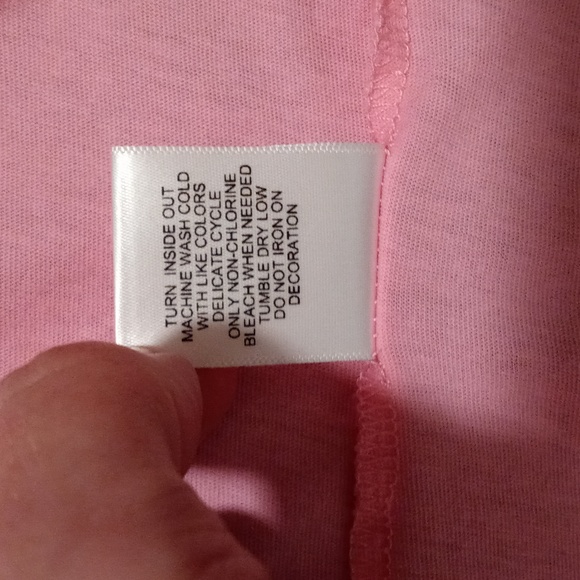 TURN INSIDE OUT
MACHINE WASH COLD
WITH LIKE COLORS
DELICATE CYCLE
ONLY NON-CHLORINE
BLEACH WHEN NEEDED
TUMBLE DRY LOW
DO NOT IRON ON
DECORATION